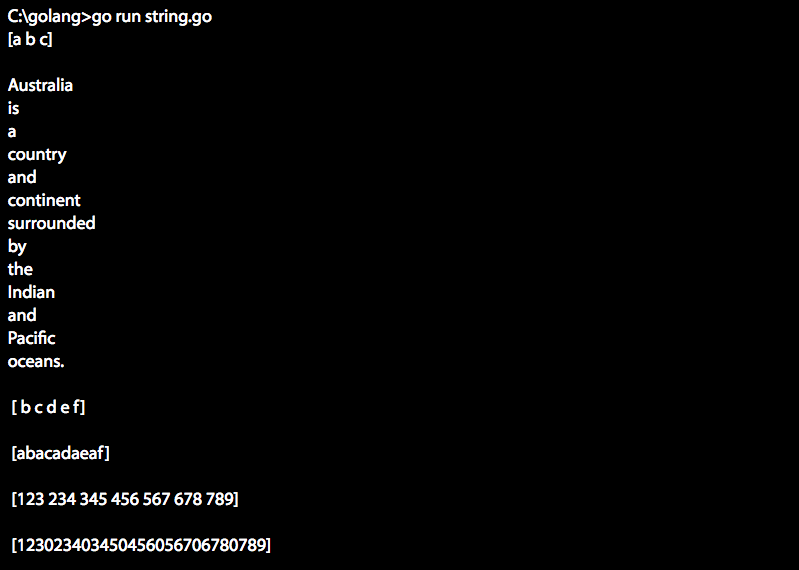 C:\golang>go run string.go
[a b c]
Australia
is
a
country
and
continent
surrounded
by
the
Indian
and
Pacific
oceans.
[ b c d e f]
[abacadaeaf]
[123 234 345 456 567 678 789]
[123023403450456056706780789]